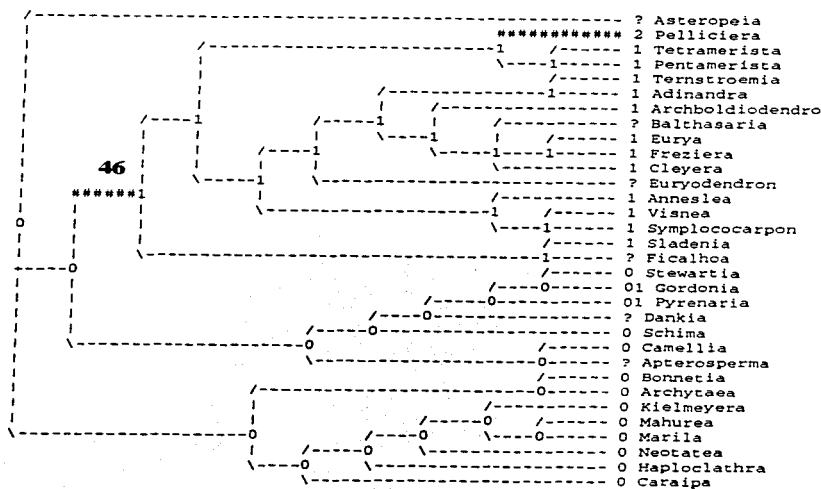 ? Asteropeia
2 Pelliciera
1 Tetramerista
1 Pentamerista
1 Ternstroemia
1 Adinandra
1 Archboldiodendro
? Balthasaria
1 Eurya
1 Freziera
1 Cleyera
? Euryodendron
1 Anneslea
1 Visnea
1 Symplococarpon
1 Sladenia
? Ficalhoa
0 Stewartia
01 Gordonia
01 Pyrenaria
? Dankia
0 Schima
0 Camellia
? Apterosperma
0 Bonnetia
0 Archytaea
0 Kielmeyera
0 Mahurea
0 Marila
0 Neotatea
0 Haploclathra
0 Caraipa
46